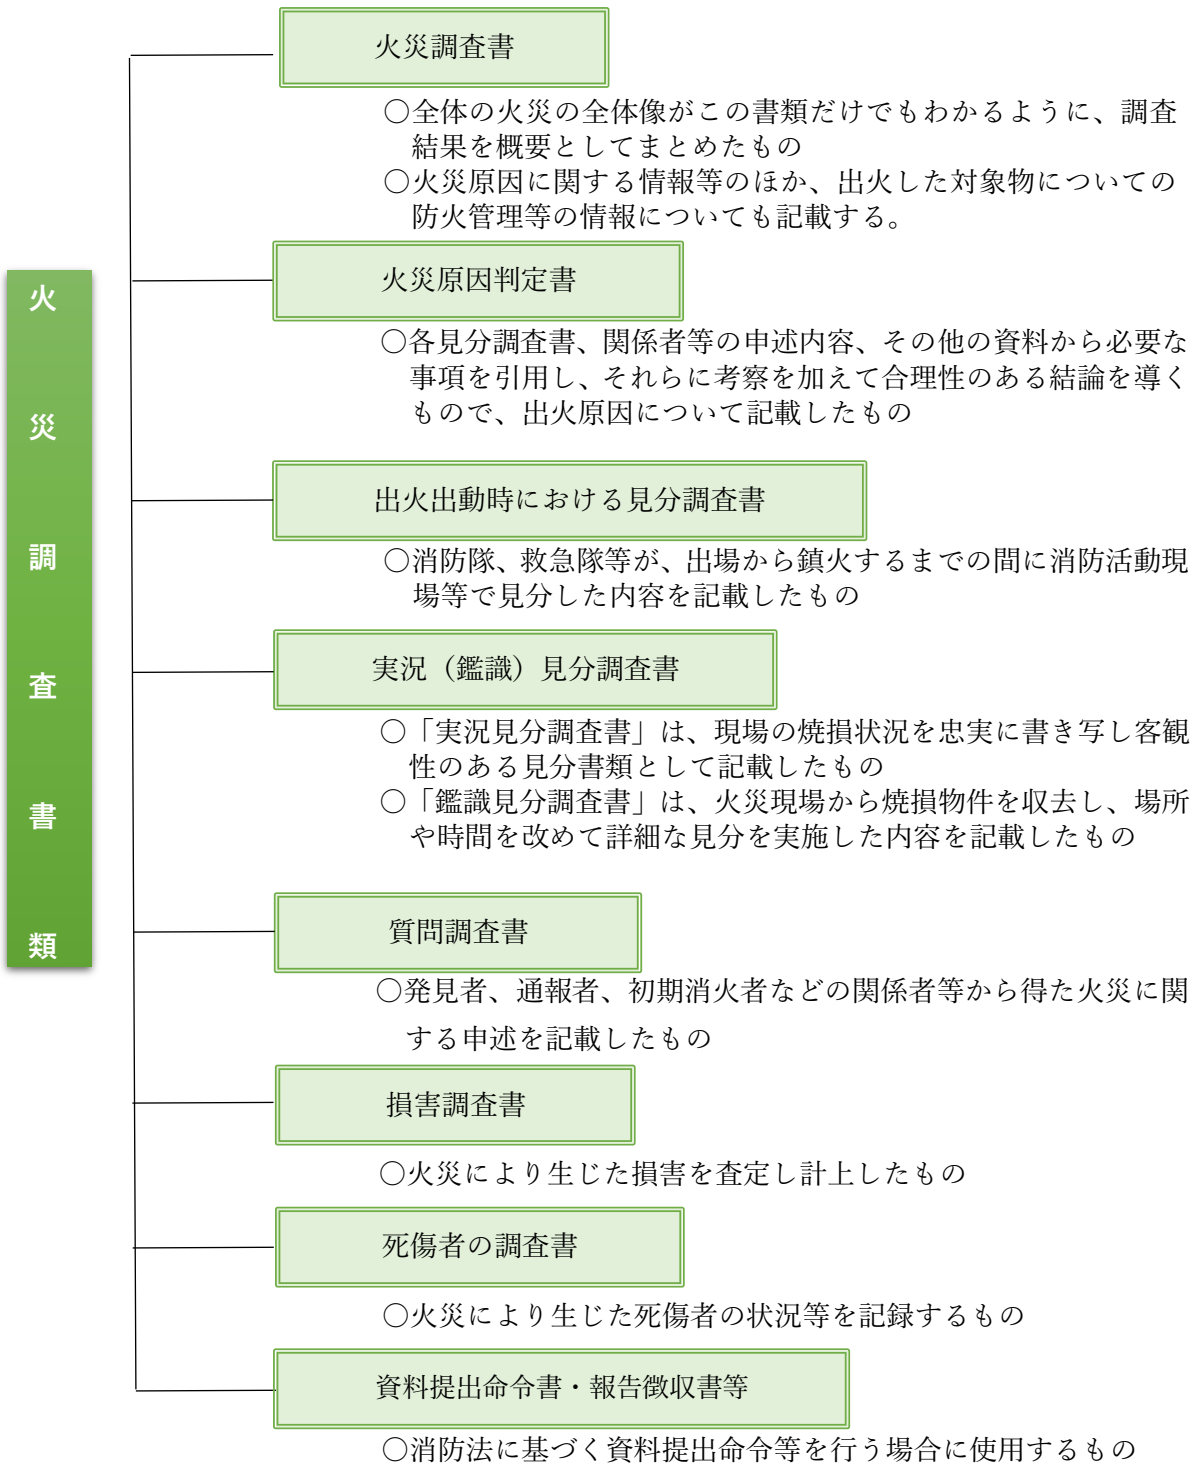 火災調査書類
火災調査書
〇全体の火災の全体像がこの書類だけでもわかるように、調査
結果を概要としてまとめたもの
〇火災原因に関する情報等のほか、出火した対象物についての
防火管理等の情報についても記載する。
火災原因判定書
〇各見分調査書、関係者等の申述内容、その他の資料から必要な
事項を引用し、それらに考察を加えて合理性のある結論を導く
もので、出火原因について記載したもの
出火出動時における見分調査書
〇消防隊、救急隊等が、出場から鎮火するまでの間に消防活動現
場等で見分した内容を記載したもの
実況（鑑識）見分調査書
〇「実況見分調査書」は、現場の焼損状況を忠実に書き写し客観
性のある見分書類として記載したもの
〇「鑑識見分調査書」は、火災現場から焼損物件を収去し、場所
や時間を改めて詳細な見分を実施した内容を記載したもの
質問調査書
〇発見者、通報者、初期消火者などの関係者等から得た火災に関
する申述を記載したもの
損害調査書
〇火災により生じた損害を査定し計上したもの
死傷者の調査書
〇火災により生じた死傷者の状況等を記録するもの
資料提出命令書・報告徴収書等
〇消防法に基づく資料提出命令等を行う場合に使用するもの